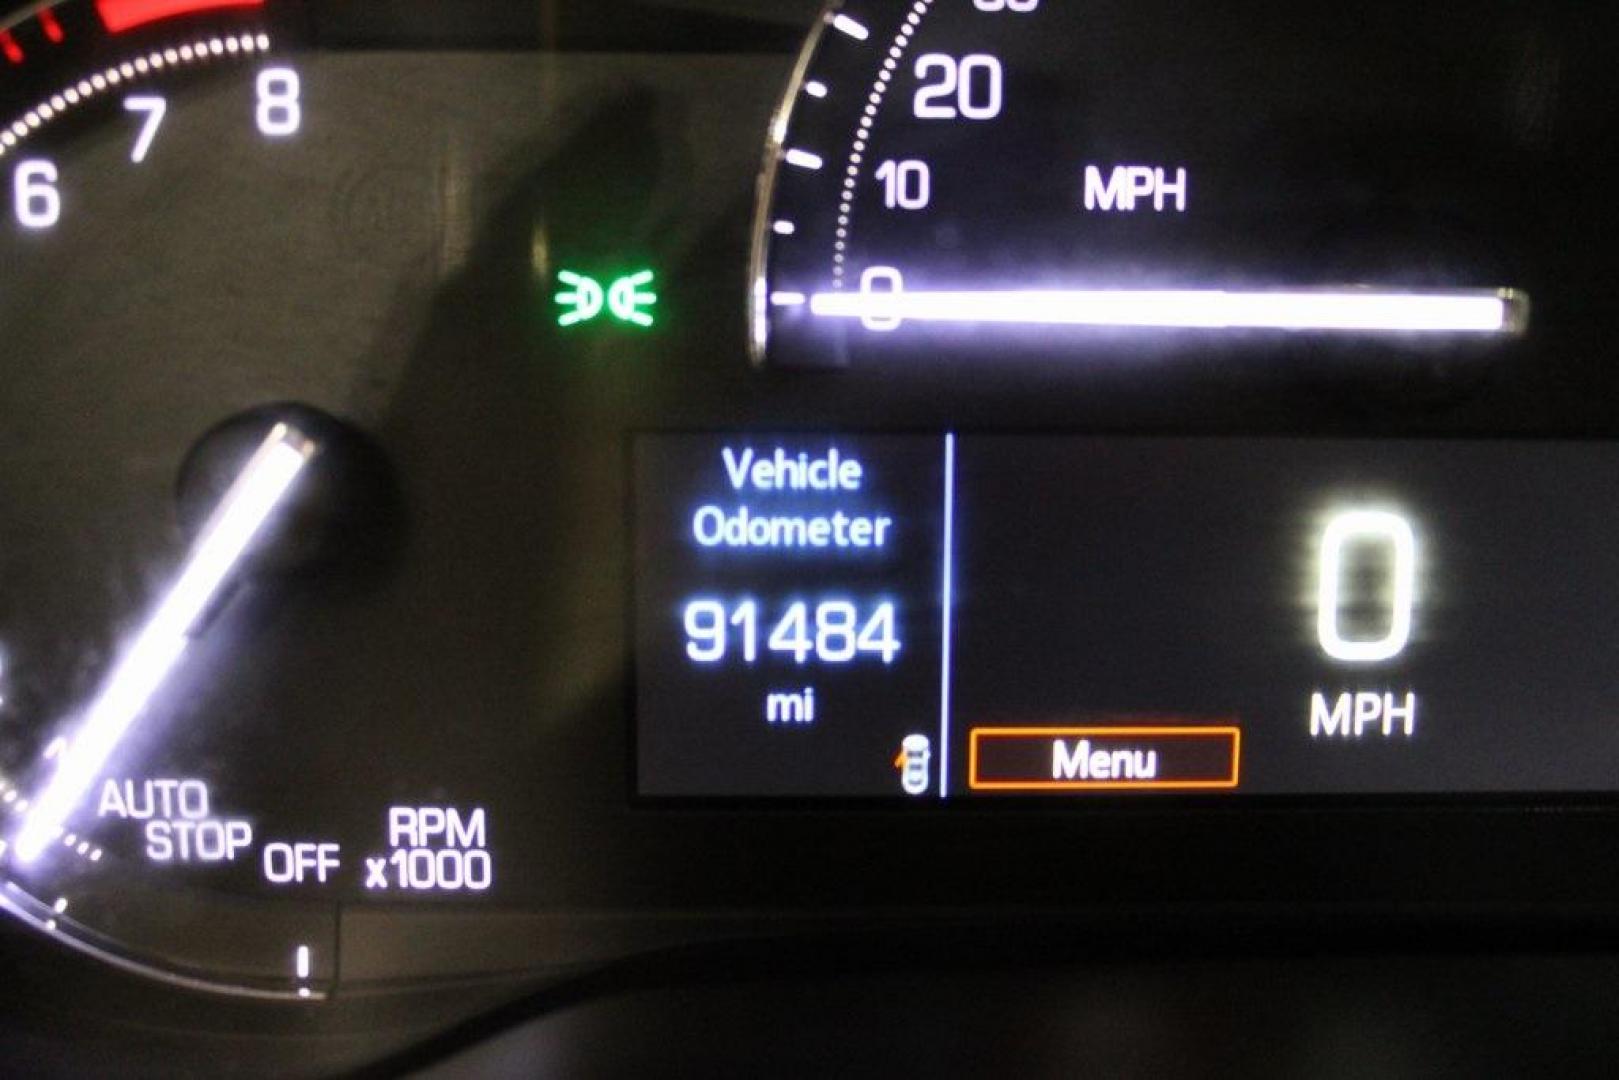 8
7
6
20
10
MPH
0
Vehicle
Odometer
91484
mi
0
MPH
Menu
AUTO
STOP
OFF
RPM
x1000